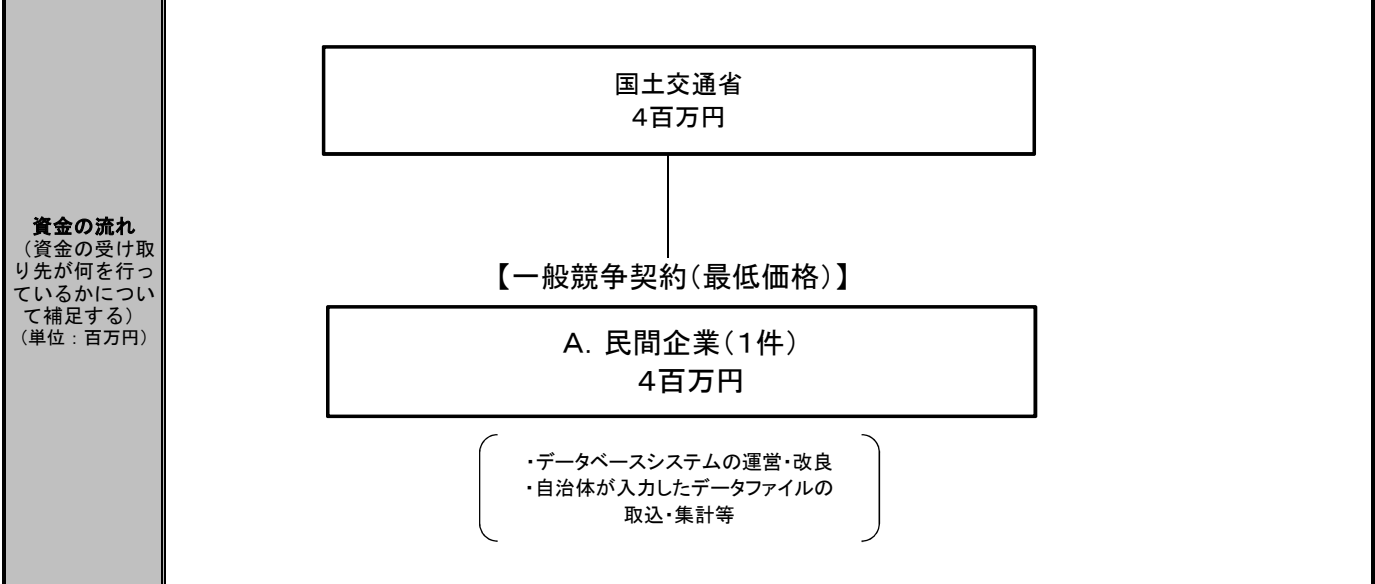 資金の流れ
(資金の受け取
り先が何を行っ
ているかについ
て補足する)
(単位:百万円)
国土交通省
4百万円
【一般競争契約(最低価格)】
A.民間企業(1件)
4百万円
・データベースシステムの運営・改良
・自治体が入力したデータファイルの
取込・集計等